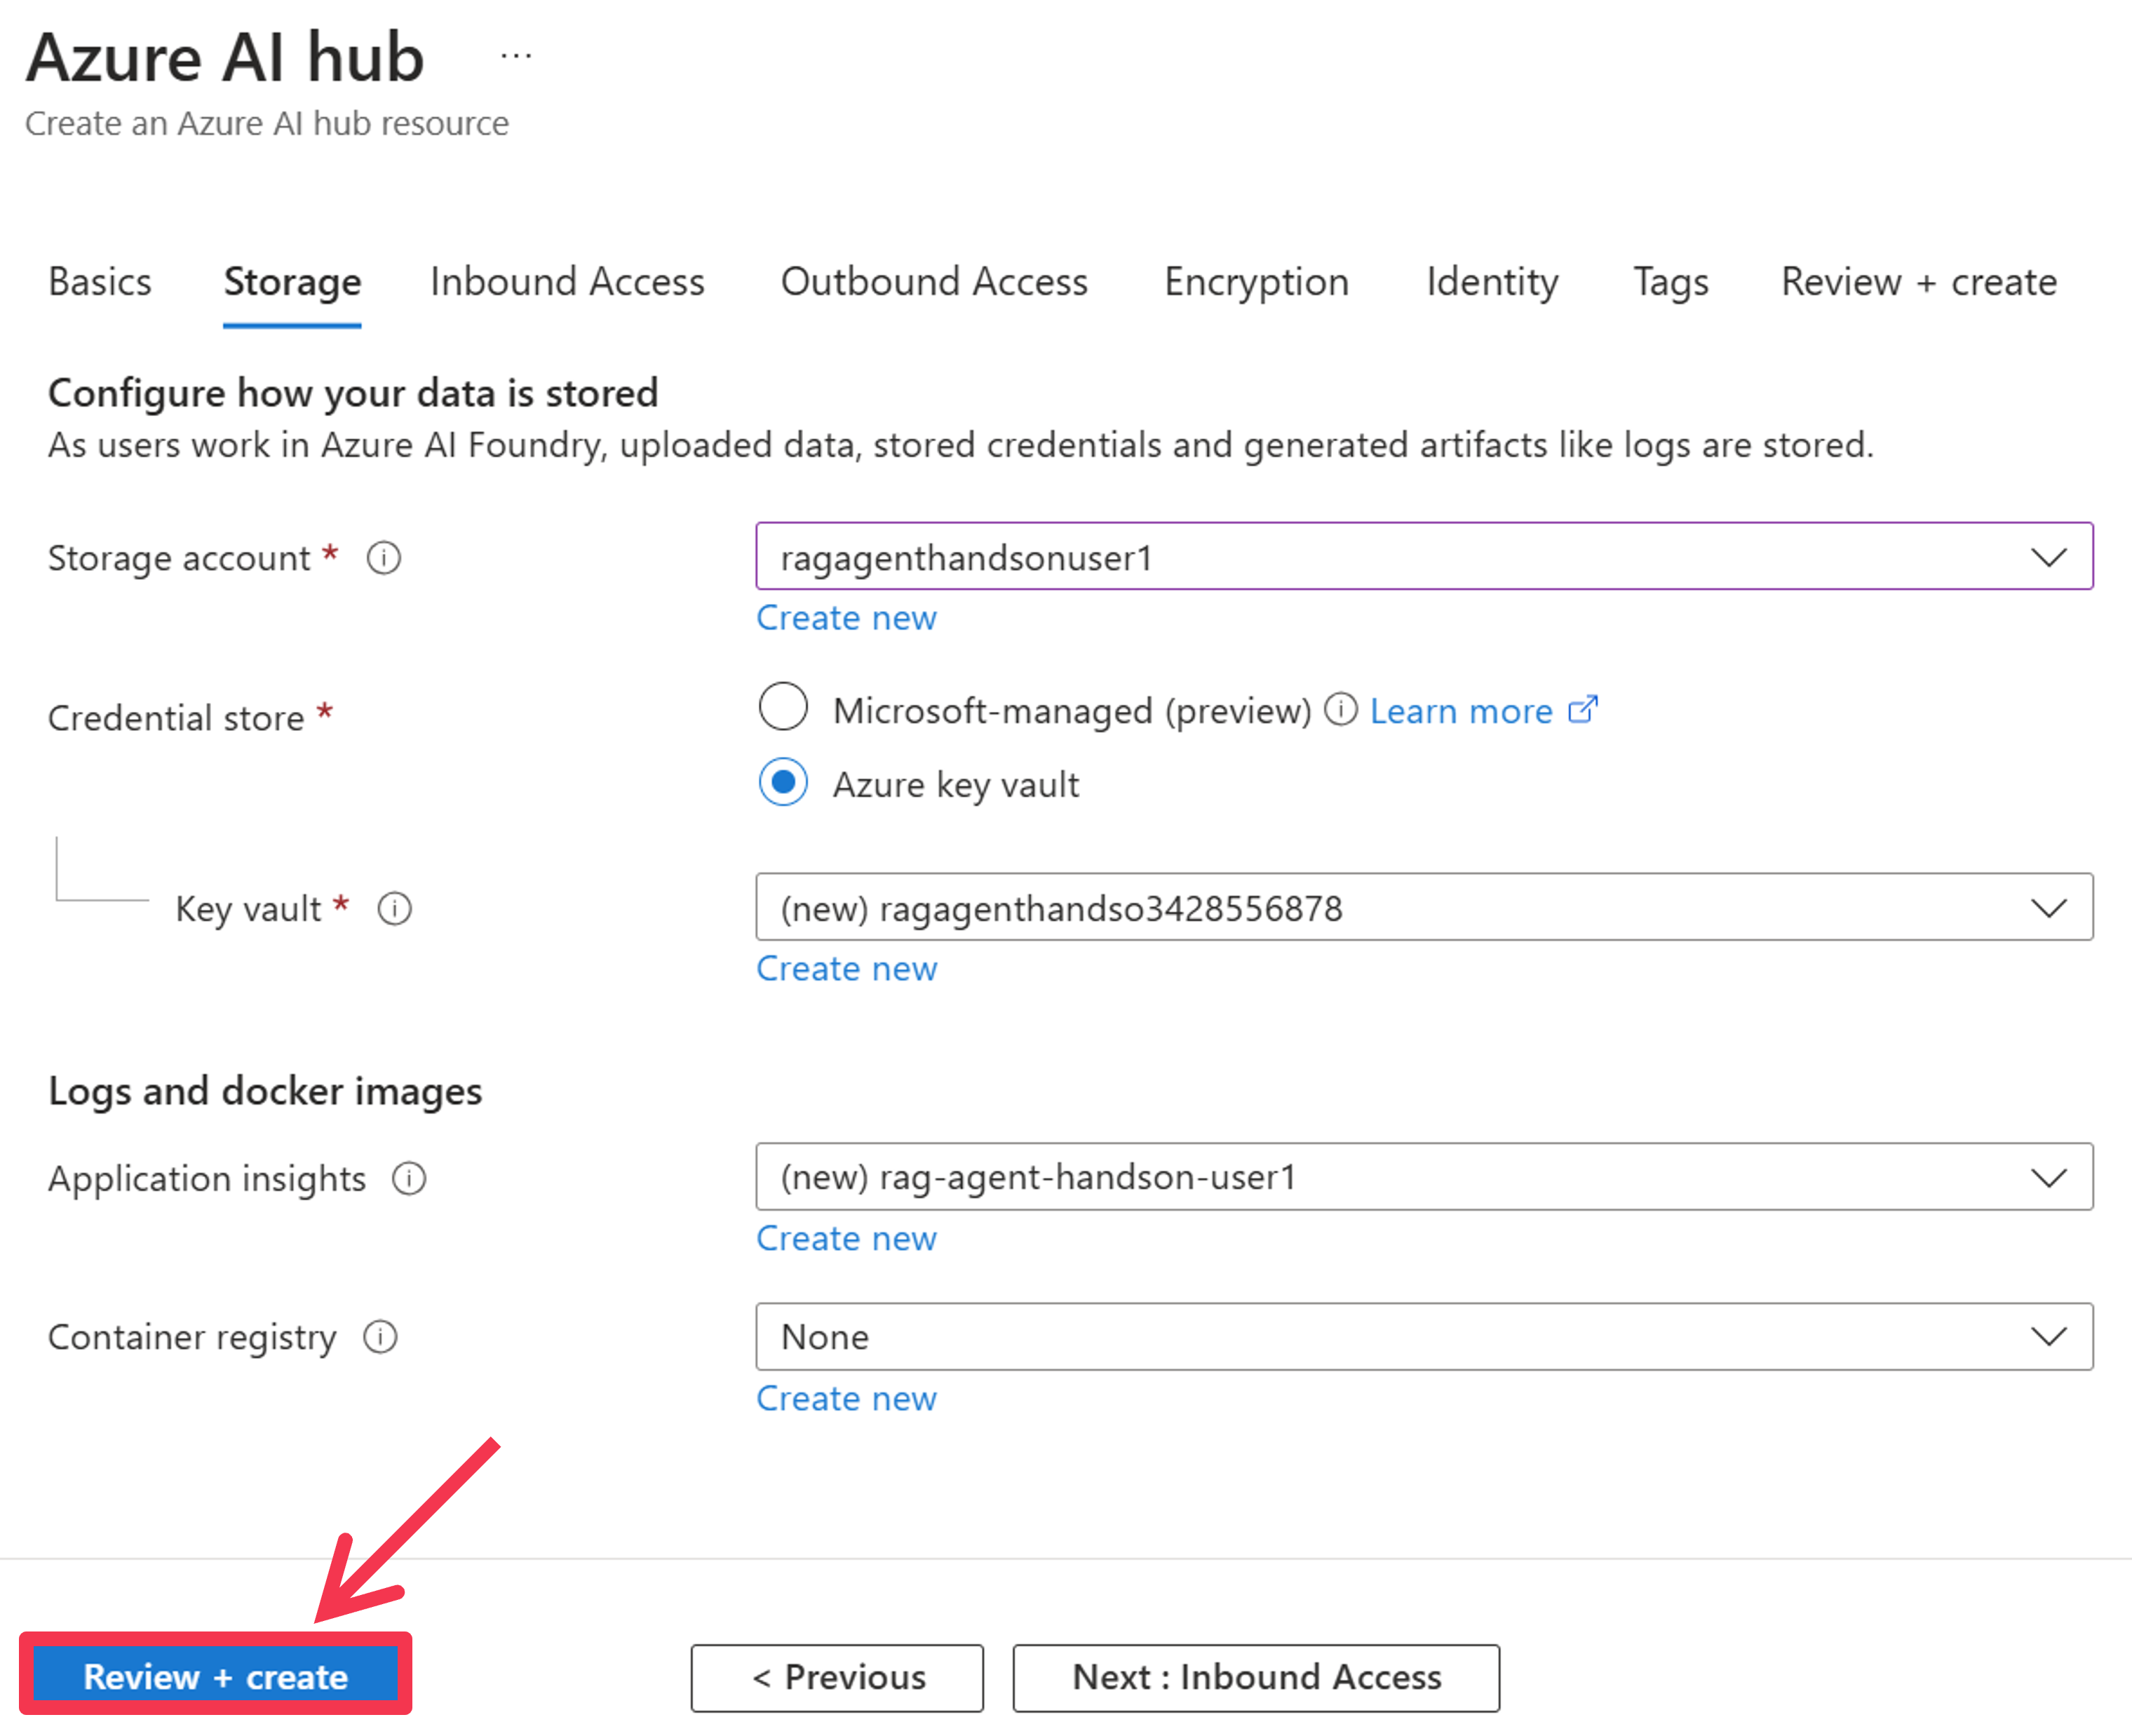 Azure AI hub ...
Create an Azure AI hub resource
Basics Storage Inbound Access Outbound Access Encryption Identity Tags Review + create
Configure how your data is stored
As users work in Azure AI Foundry, uploaded data, stored credentials and generated artifacts like logs are stored.
Storage account * ragagenthandsonuser1
Create new
Credential store * Microsoft-managed (preview) Learn more
Azure key vault
Key vault * (new) ragagenthandso3428556878
Create new
Logs and docker images
Application insights (new) rag-agent-handson-user1
Create new
Container registry None
Create new
Review + create < Previous Next : Inbound Access